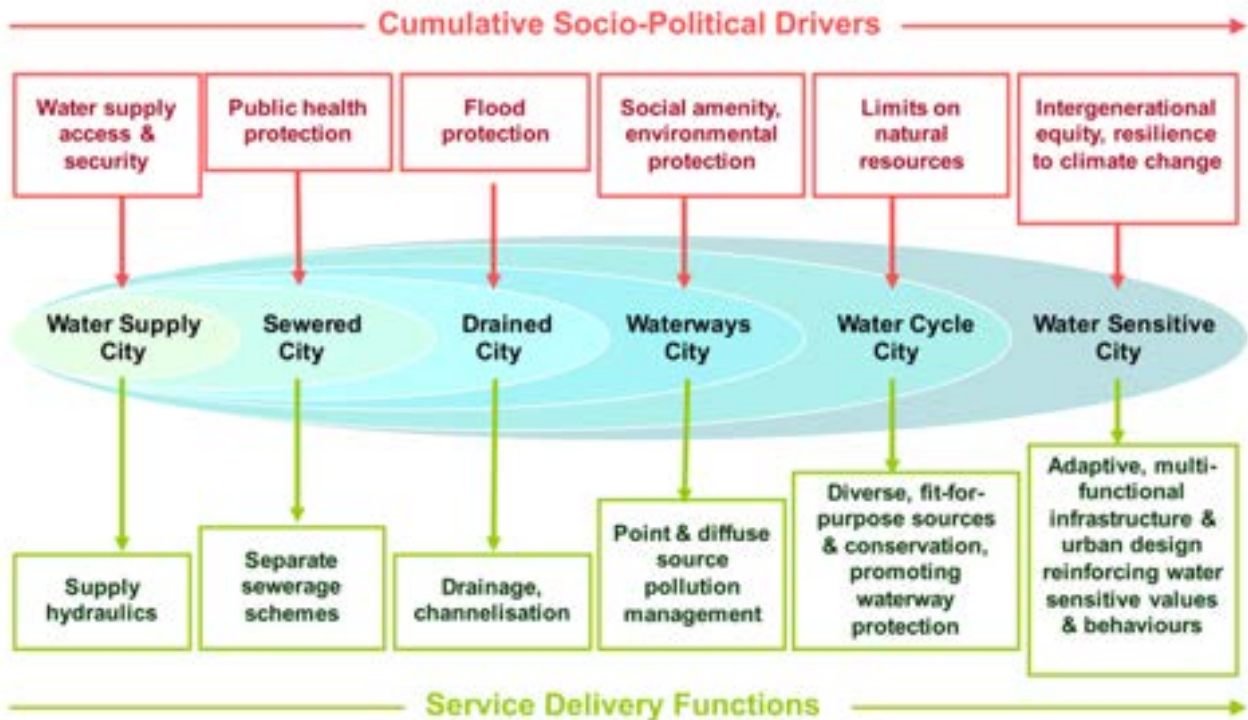 Cumulative Socio-Political Drivers
Water supply
access &
security
Public health
protection
Flood
protection
Social amenity,
environmental
protection
Limits on
natural
resources
Intergenerational
equity, resilience
to climate change
Water Supply
City
Sewered
City
Drained
City
Waterways
City
Water Cycle
City
Water Sensitive
City
Supply
hydraulics
Separate
sewerage
schemes
Drainage,
channelisation
Point & diffuse
source
pollution
management
Diverse, fit-for-
purpose sources
& conservation,
promoting
waterway
protection
Adaptive, multi-
functional
infrastructure &
urban design
reinforcing water
sensitive values
& behaviours
Service Delivery Functions